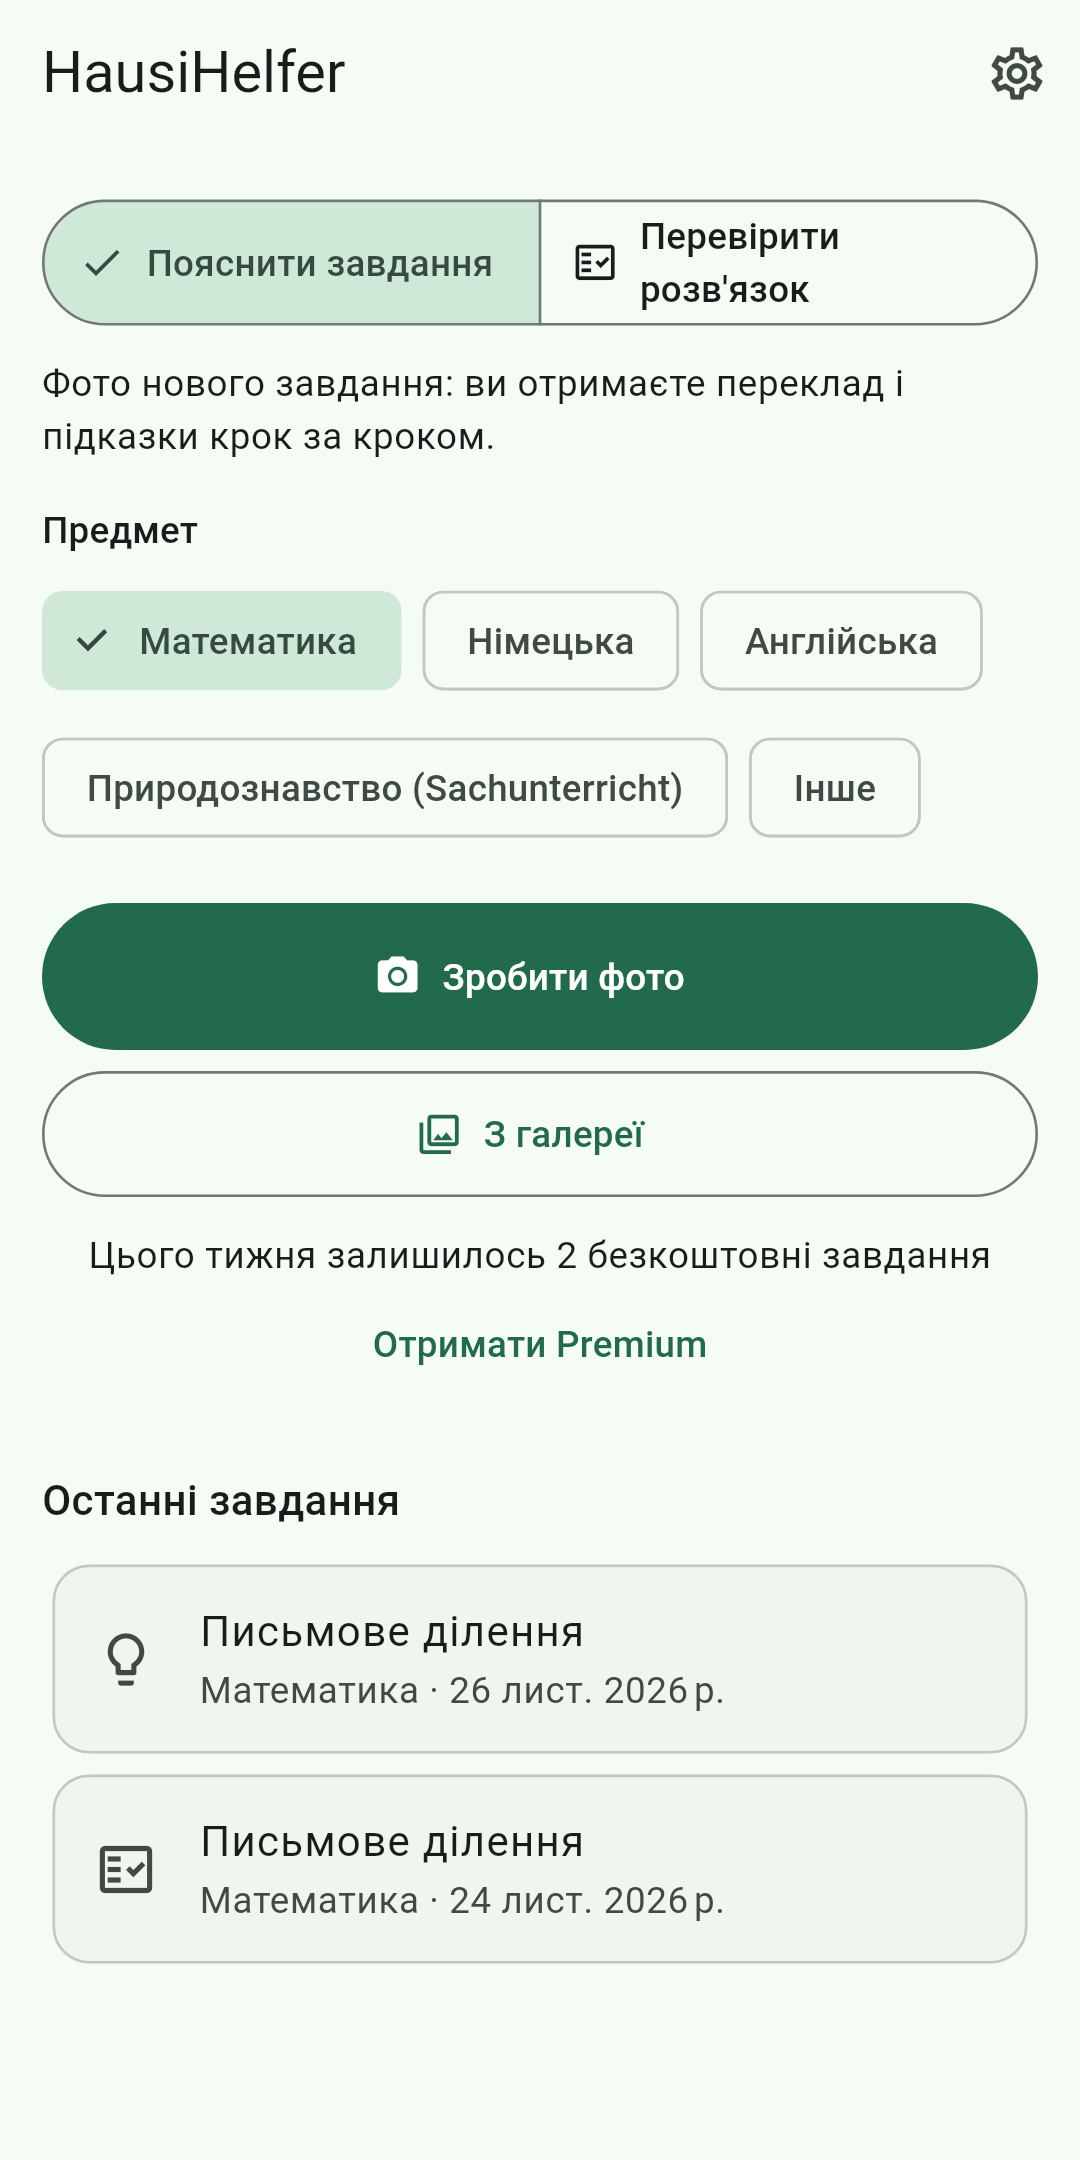 HausiHelfer
Пояснити завдання
Перевірити
розв'язок
Фото нового завдання: ви отримаєте переклад і
підказки крок за кроком.
Предмет
Математика
Німецька
Англійська
Природознавство (Sachunterricht)
Інше
Зробити фото
З галереї
Цього тижня залишилось 2 безкоштовні завдання
Отримати Premium
Останні завдання
Письмове ділення
Математика · 26 лист. 2026 р.
Письмове ділення
Математика · 24 лист. 2026 р.